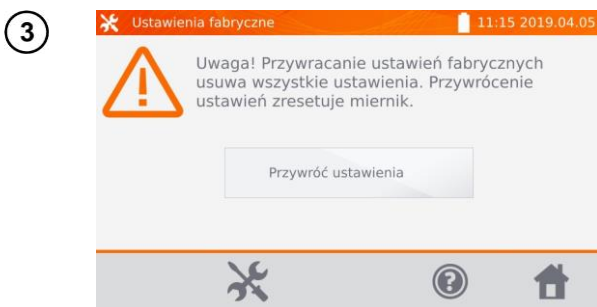 3
Ustawienia fabryczne 11:15 2019.04.05
Uwaga! Przywracanie ustawień fabrycznych
usuwa wszystkie ustawienia. Przywrócenie
ustawień zresetuje miernik.
Przywróć ustawienia
?